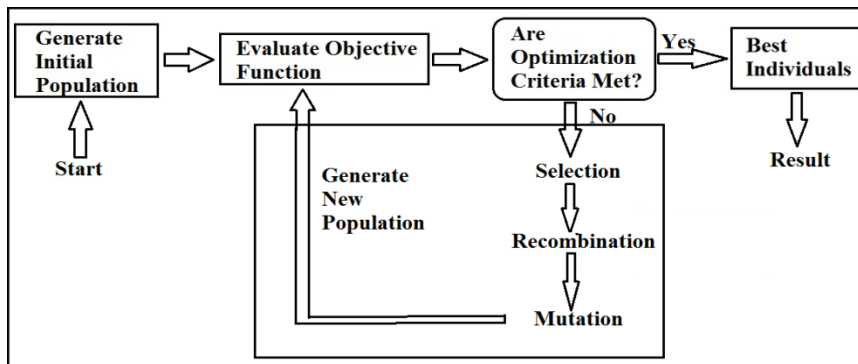 Generate
Initial
Population
Start
Evaluate Objective
Function
Are
Optimization
Criteria Met?
Yes
Best
Individuals
Result
No
Selection
Recombination
Mutation
Generate
New
Population